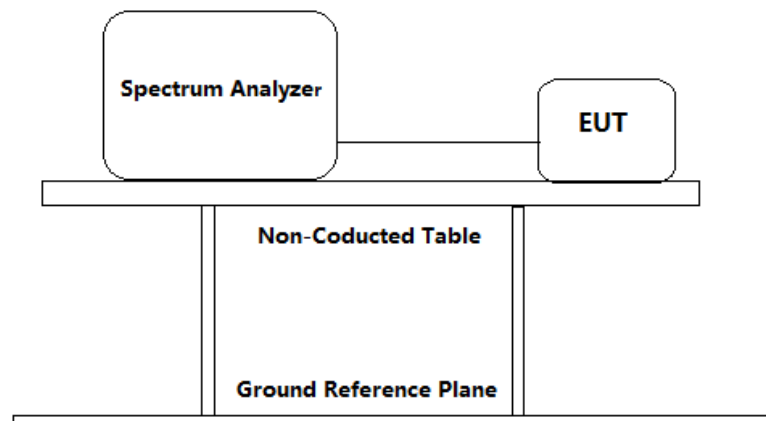 Spectrum Analyzer
EUT
Non-Coducted Table
Ground Reference Plane